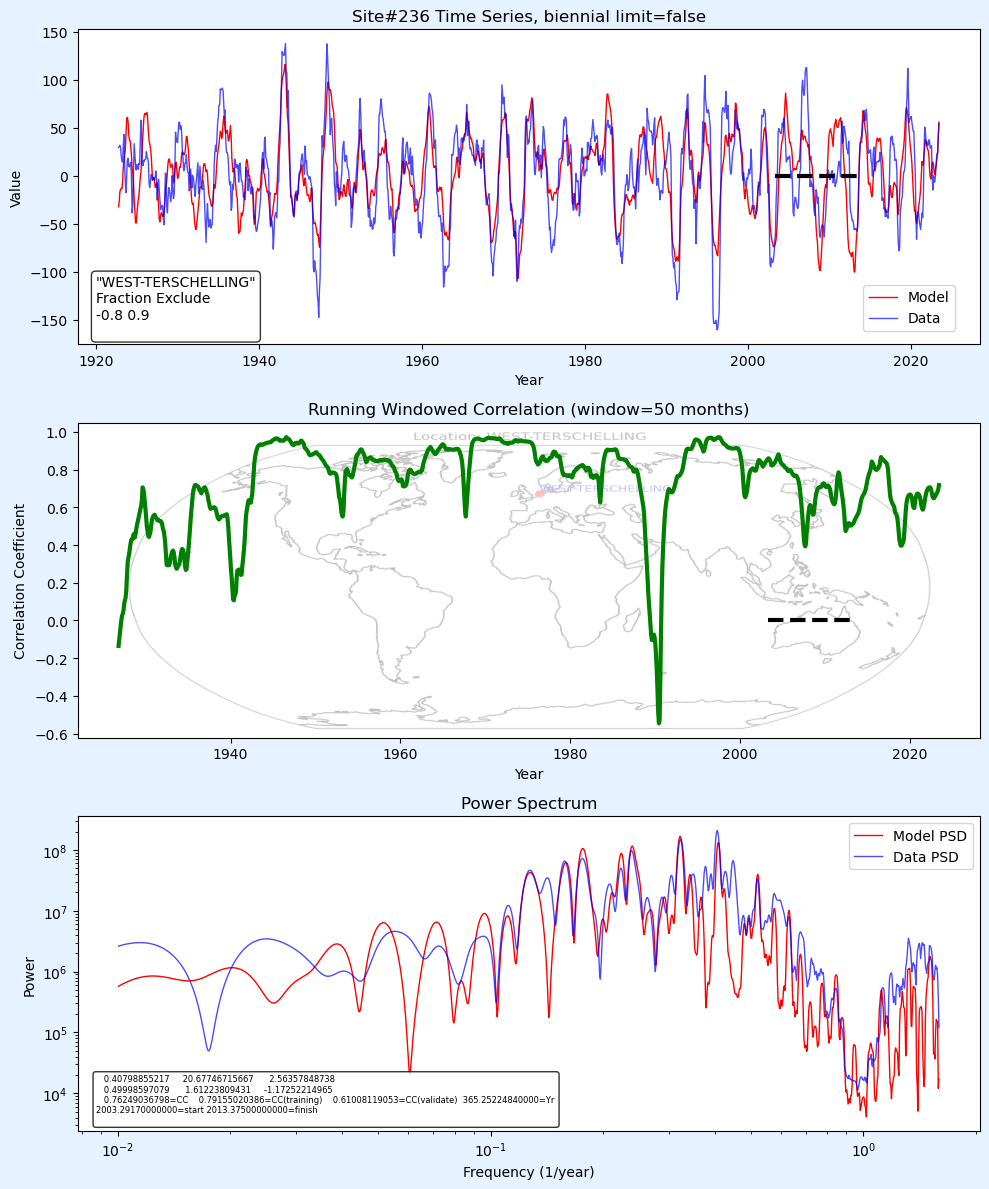 Site#236 Time Series, biennial limit=false
150
100
50
0
−50
−100
−150
Value
"WEST-TERSCHELLING"
Fraction Exclude
-0.8 0.9
Model
Data
1920
1940
1960
1980
2000
2020
Year
Running Windowed Correlation (window=50 months)
Location: WEST-TERSCHELLING
WEST-TERSCHELLING
1.0
0.8
0.6
0.4
0.2
0.0
−0.2
−0.4
−0.6
Correlation Coefficient
1940
1960
1980
2000
2020
Year
Power Spectrum
Model PSD
Data PSD
10⁸
10⁷
10⁶
10⁵
10⁴
Power
0.40798855217 20.67746715667 2.56357848738
0.49998597079 1.61223809431 -1.17252214965
0.76249036798=CC 0.79155020386=CC(training) 0.61008119053=CC(validate) 365.25224840000=Yr
2003.29170000000=start 2013.37500000000=finish
10⁻²
10⁻¹
10⁰
Frequency (1/year)